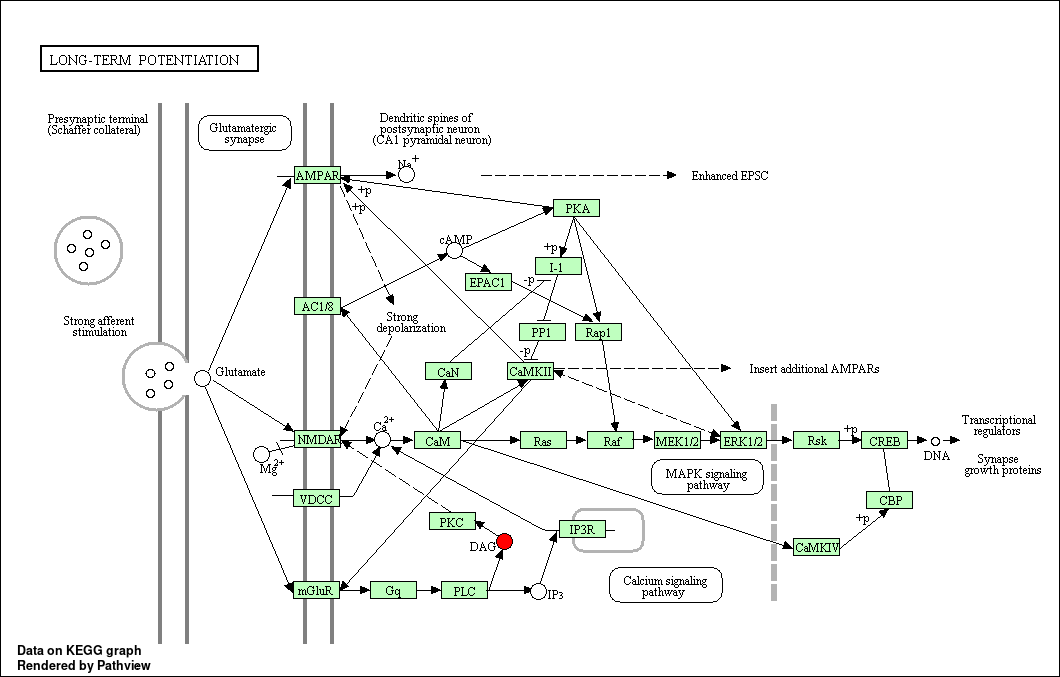 LONG-TERM POTENTIATION
Presynaptic terminal
(Schaffer collateral)
Glutamatergic
synapse
Dendritic spines of
postsynaptic neuron
(CA1 pyramidal neuron)
Na+
AMPAR
+p
+p
Enhanced EPSC
PKA
cAMP
+p
I-1
EPAC1
-p
AC1/8
Strong
depolarization
Strong afferent
stimulation
PP1
Rap1
-p
Glutamate
CaN
CaMKII
Insert additional AMPARs
Ca2+
NMDAR
CaM
Ras
Raf
MEK1/2
ERK1/2
Rsk
+p
CREB
DNA
Transcriptional
regulators
Synapse
growth proteins
Mg2+
MAPK signaling
pathway
VDCC
CBP
+p
PKC
IP3R
DAG
CaMKIV
mGluR
Gq
PLC
IP3
Calcium signaling
pathway
Data on KEGG graph
Rendered by Pathview